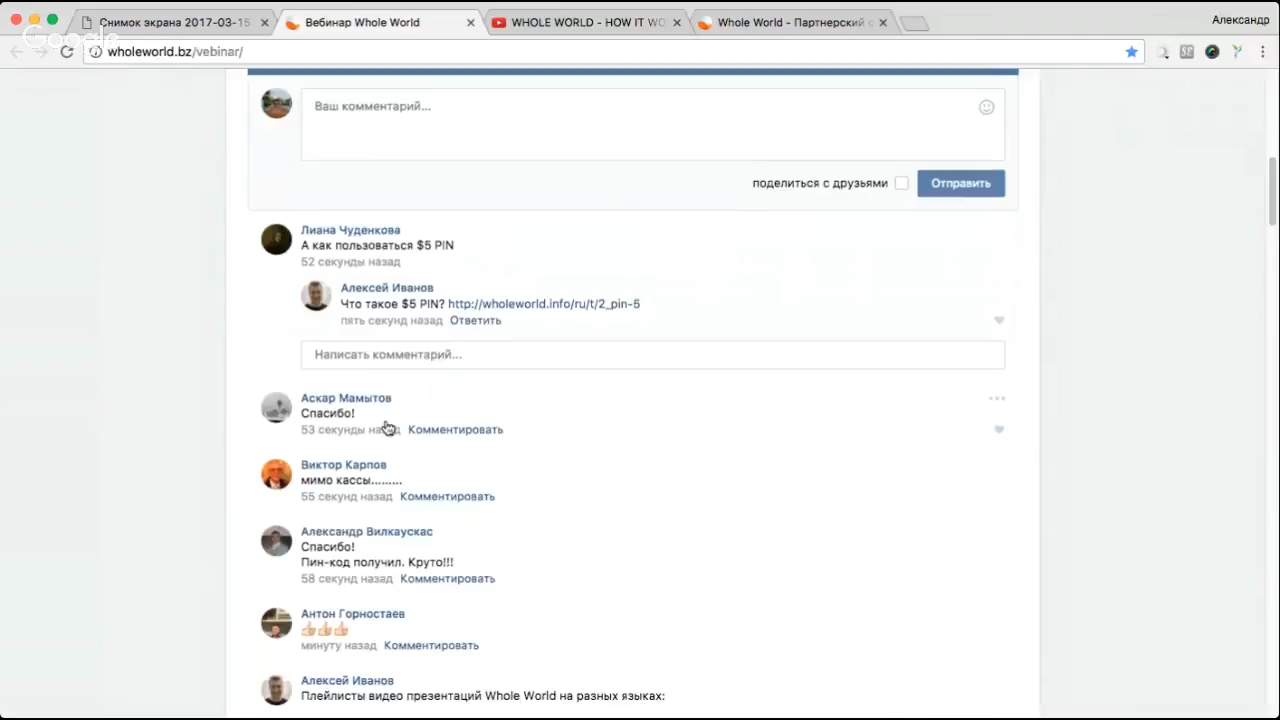 Снимок экрана 2017-03-15
Вебинар Whole World
WHOLE WORLD - HOW IT WO
Whole World - Партнерский
Александр
Google
wholeworld.bz/vebinar/
Ваш комментарий...
поделиться с друзьями
Отправить
Лиана Чуденкова
А как пользоваться $5 PIN
52 секунды назад
Алексей Иванов
Что такое $5 PIN? http://wholeworld.info/ru/t/2_pin-5
пять секунд назад Ответить
Написать комментарий...
Аскар Мамытов
Спасибо!
53 секунды назад Комментировать
Виктор Карпов
мимо кассы.........
55 секунд назад Комментировать
Александр Вилкаускас
Спасибо!
Пин-код получил. Круто!!!
58 секунд назад Комментировать
Антон Горностаев
👍👍👍
минуту назад Комментировать
Алексей Иванов
Плейлисты видео презентаций Whole World на разных языках: